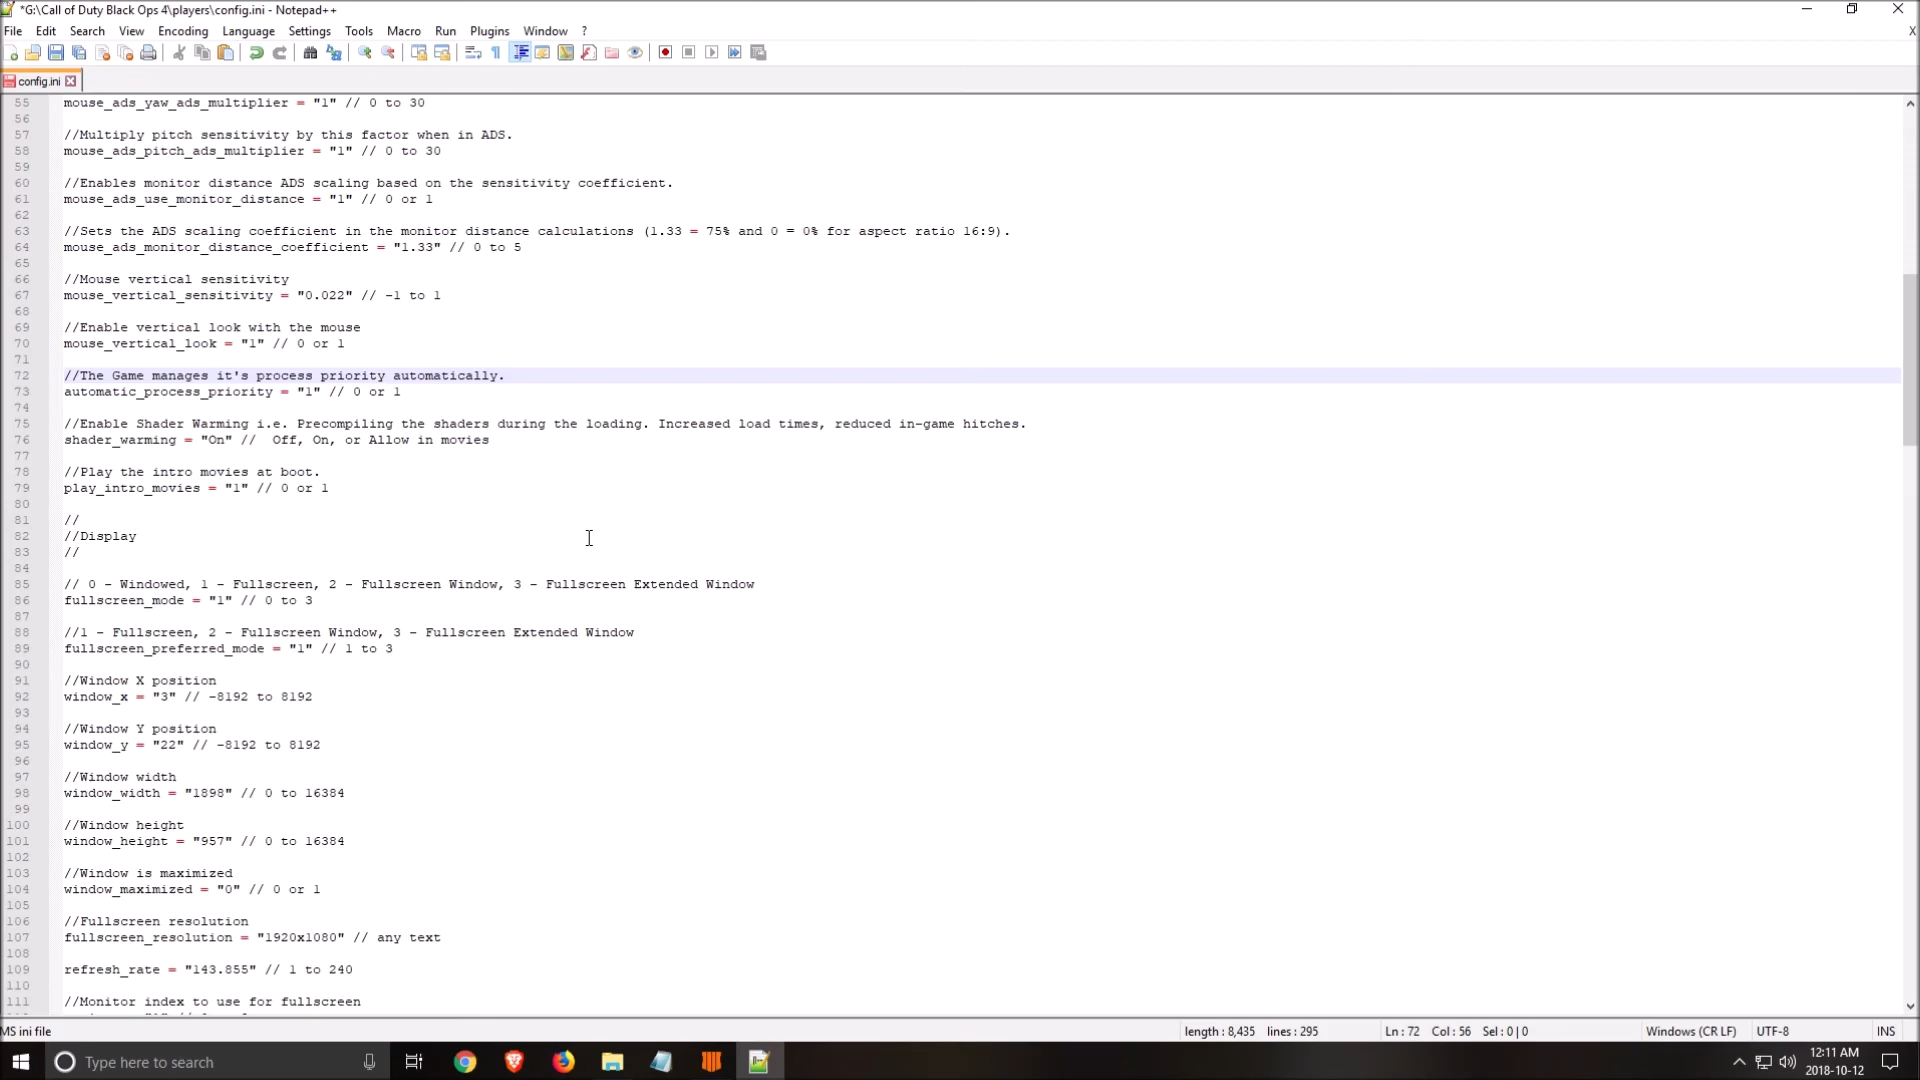 *G:\Call of Duty Black Ops 4\players\config.ini - Notepad++
File Edit Search View Encoding Language Settings Tools Macro Run Plugins Window ? X
config.ini
55 mouse_ads_yaw_ads_multiplier = "1" // 0 to 30
56
57 //Multiply pitch sensitivity by this factor when in ADS.
58 mouse_ads_pitch_ads_multiplier = "1" // 0 to 30
59
60 //Enables monitor distance ADS scaling based on the sensitivity coefficient.
61 mouse_ads_use_monitor_distance = "1" // 0 or 1
62
63 //Sets the ADS scaling coefficient in the monitor distance calculations (1.33 = 75% and 0 = 0% for aspect ratio 16:9).
64 mouse_ads_monitor_distance_coefficient = "1.33" // 0 to 5
65
66 //Mouse vertical sensitivity
67 mouse_vertical_sensitivity = "0.022" // -1 to 1
68
69 //Enable vertical look with the mouse
70 mouse_vertical_look = "1" // 0 or 1
71
72 //The Game manages it's process priority automatically.
73 automatic_process_priority = "1" // 0 or 1
74
75 //Enable Shader Warming i.e. Precompiling the shaders during the loading. Increased load times, reduced in-game hitches.
76 shader_warming = "On" //  Off, On, or Allow in movies
77
78 //Play the intro movies at boot.
79 play_intro_movies = "1" // 0 or 1
80
81 //
82 //Display
83 //
84
85 // 0 - Windowed, 1 - Fullscreen, 2 - Fullscreen Window, 3 - Fullscreen Extended Window
86 fullscreen_mode = "1" // 0 to 3
87
88 //1 - Fullscreen, 2 - Fullscreen Window, 3 - Fullscreen Extended Window
89 fullscreen_preferred_mode = "1" // 1 to 3
90
91 //Window X position
92 window_x = "3" // -8192 to 8192
93
94 //Window Y position
95 window_y = "22" // -8192 to 8192
96
97 //Window width
98 window_width = "1898" // 0 to 16384
99
100 //Window height
101 window_height = "957" // 0 to 16384
102
103 //Window is maximized
104 window_maximized = "0" // 0 or 1
105
106 //Fullscreen resolution
107 fullscreen_resolution = "1920x1080" // any text
108
109 refresh_rate = "143.855" // 1 to 240
110
111 //Monitor index to use for fullscreen
MS ini file length : 8,435 lines : 295 Ln : 72 Col : 56 Sel : 0 | 0 Windows (CR LF) UTF-8 INS
Type here to search
12:11 AM
2018-10-12